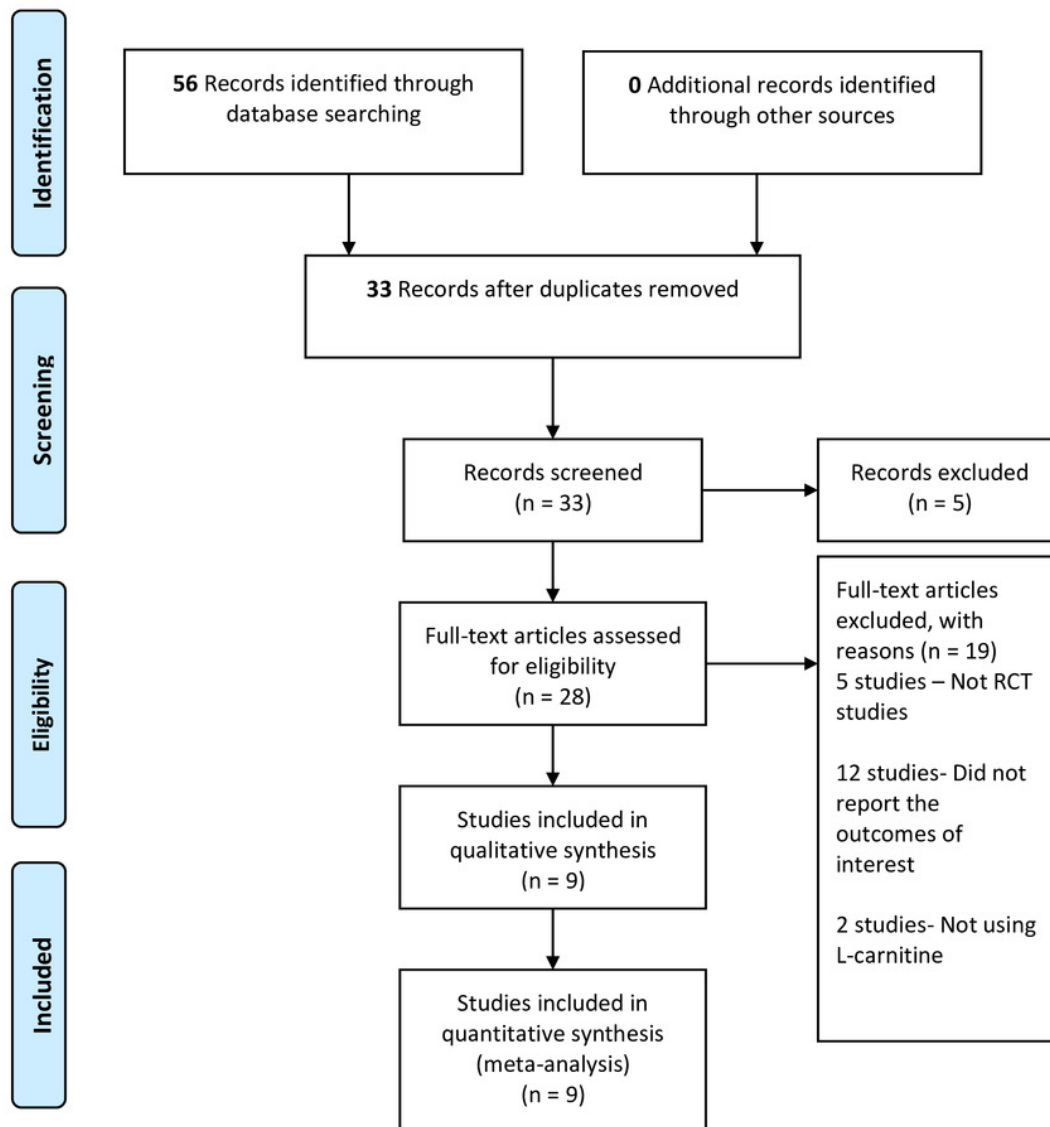 Identification
56 Records identified through
database searching
0 Additional records identified
through other sources
33 Records after duplicates removed
Screening
Records screened
(n = 33)
Records excluded
(n = 5)
Eligibility
Full-text articles assessed
for eligibility
(n = 28)
Full-text articles
excluded, with
reasons (n = 19)
5 studies – Not RCT
studies
12 studies- Did not
report the
outcomes of
interest
2 studies- Not using
L-carnitine
Studies included in
qualitative synthesis
(n = 9)
Included
Studies included in
quantitative synthesis
(meta-analysis)
(n = 9)